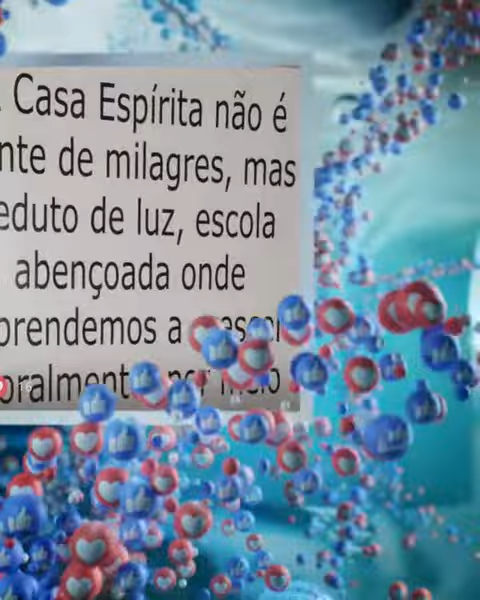 Casa Espírita não é
nte de milagres, mas
eduto de luz, escola
abençoada onde
prendemos a
oralment